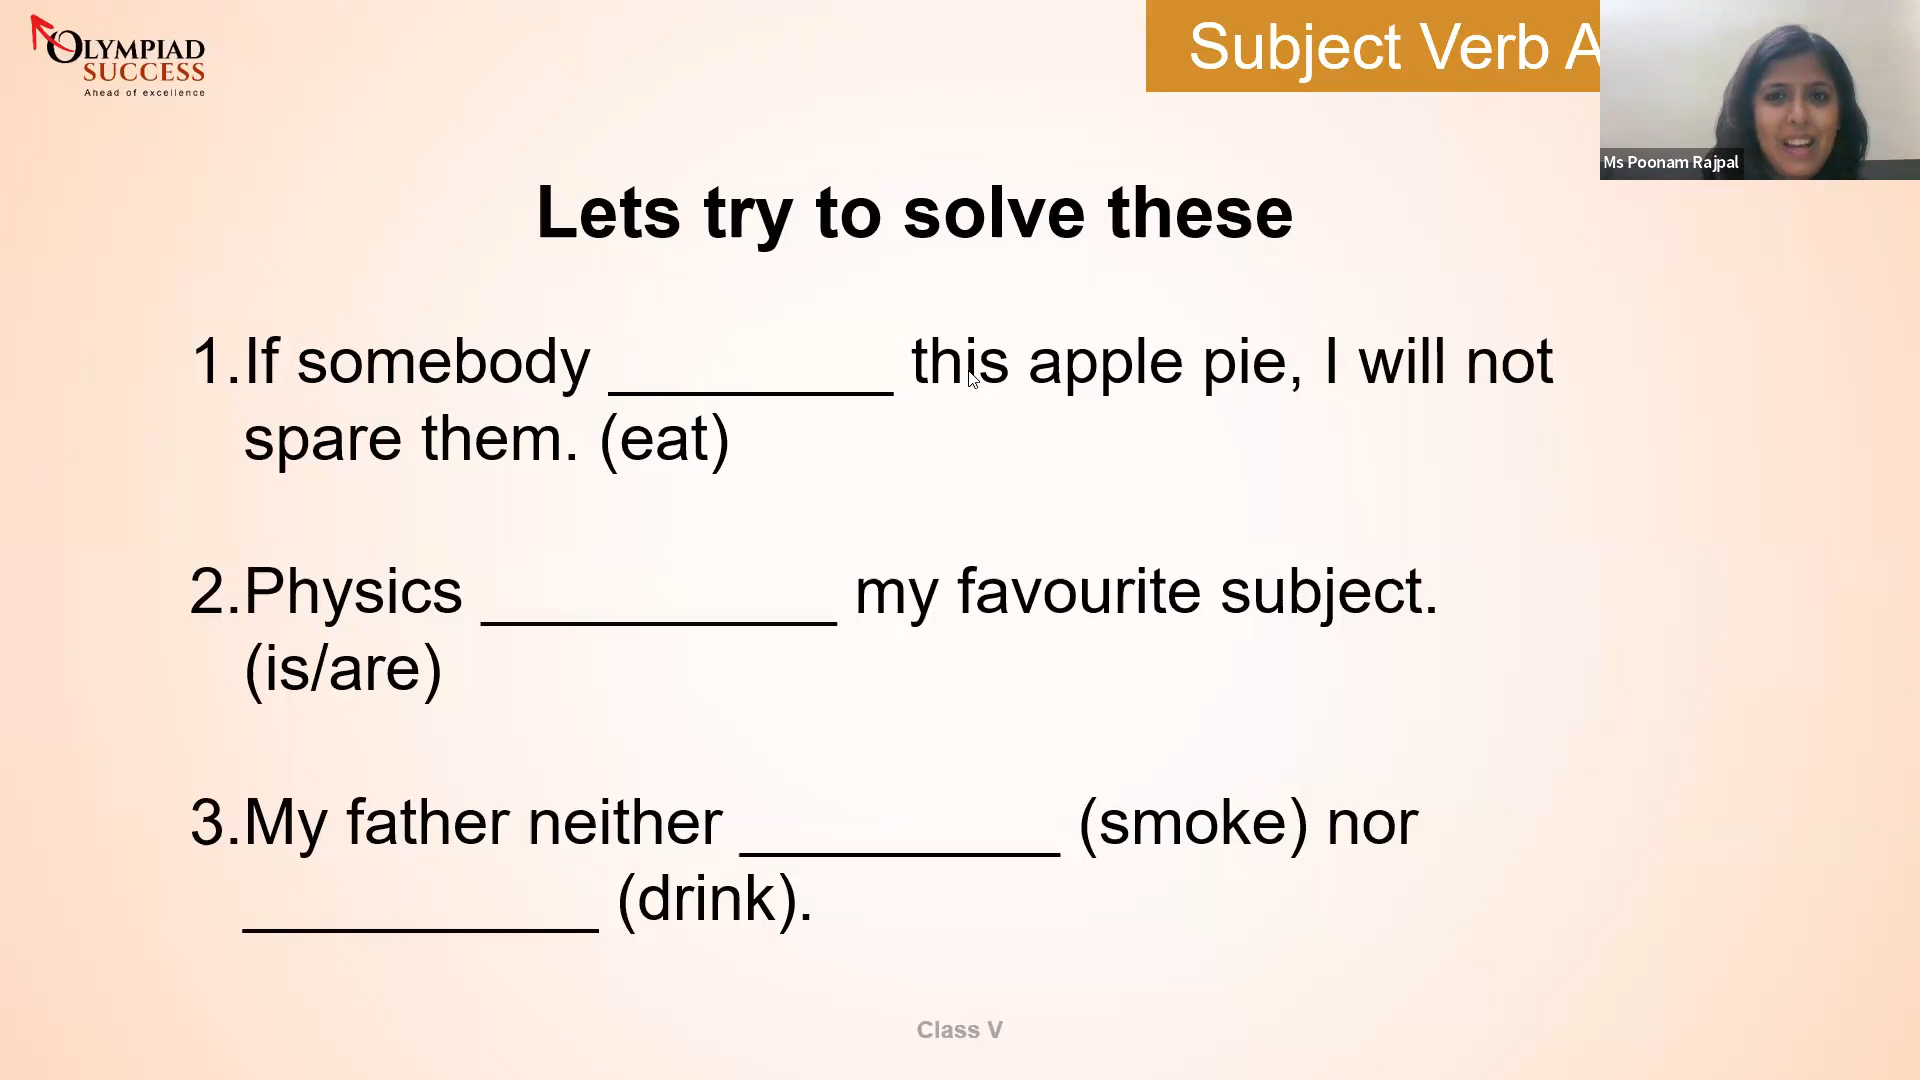 OLYMPIAD
SUCCESS
Ahead of excellence
Subject Verb A
Ms Poonam Rajpal
Lets try to solve these
1.If somebody ________ this apple pie, I will not
spare them. (eat)
2.Physics __________ my favourite subject.
(is/are)
3.My father neither _________ (smoke) nor
__________ (drink).
Class V